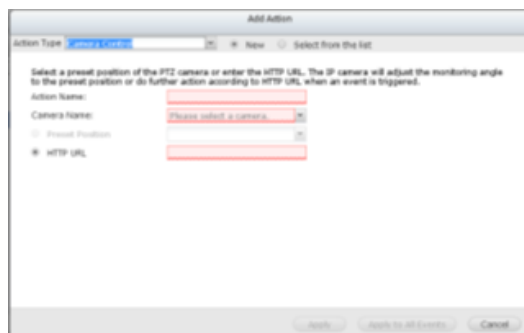 Add Action
Action Type Camera Control New Select from the list
Select a preset position of the PTZ camera or enter the HTTP URL. The IP camera will adjust the monitoring angle
to the preset position or do further action according to HTTP URL when an event is triggered.
Action Name:
Camera Name: Please select a camera.
Preset Position
HTTP URL
Apply Apply to All Events Cancel